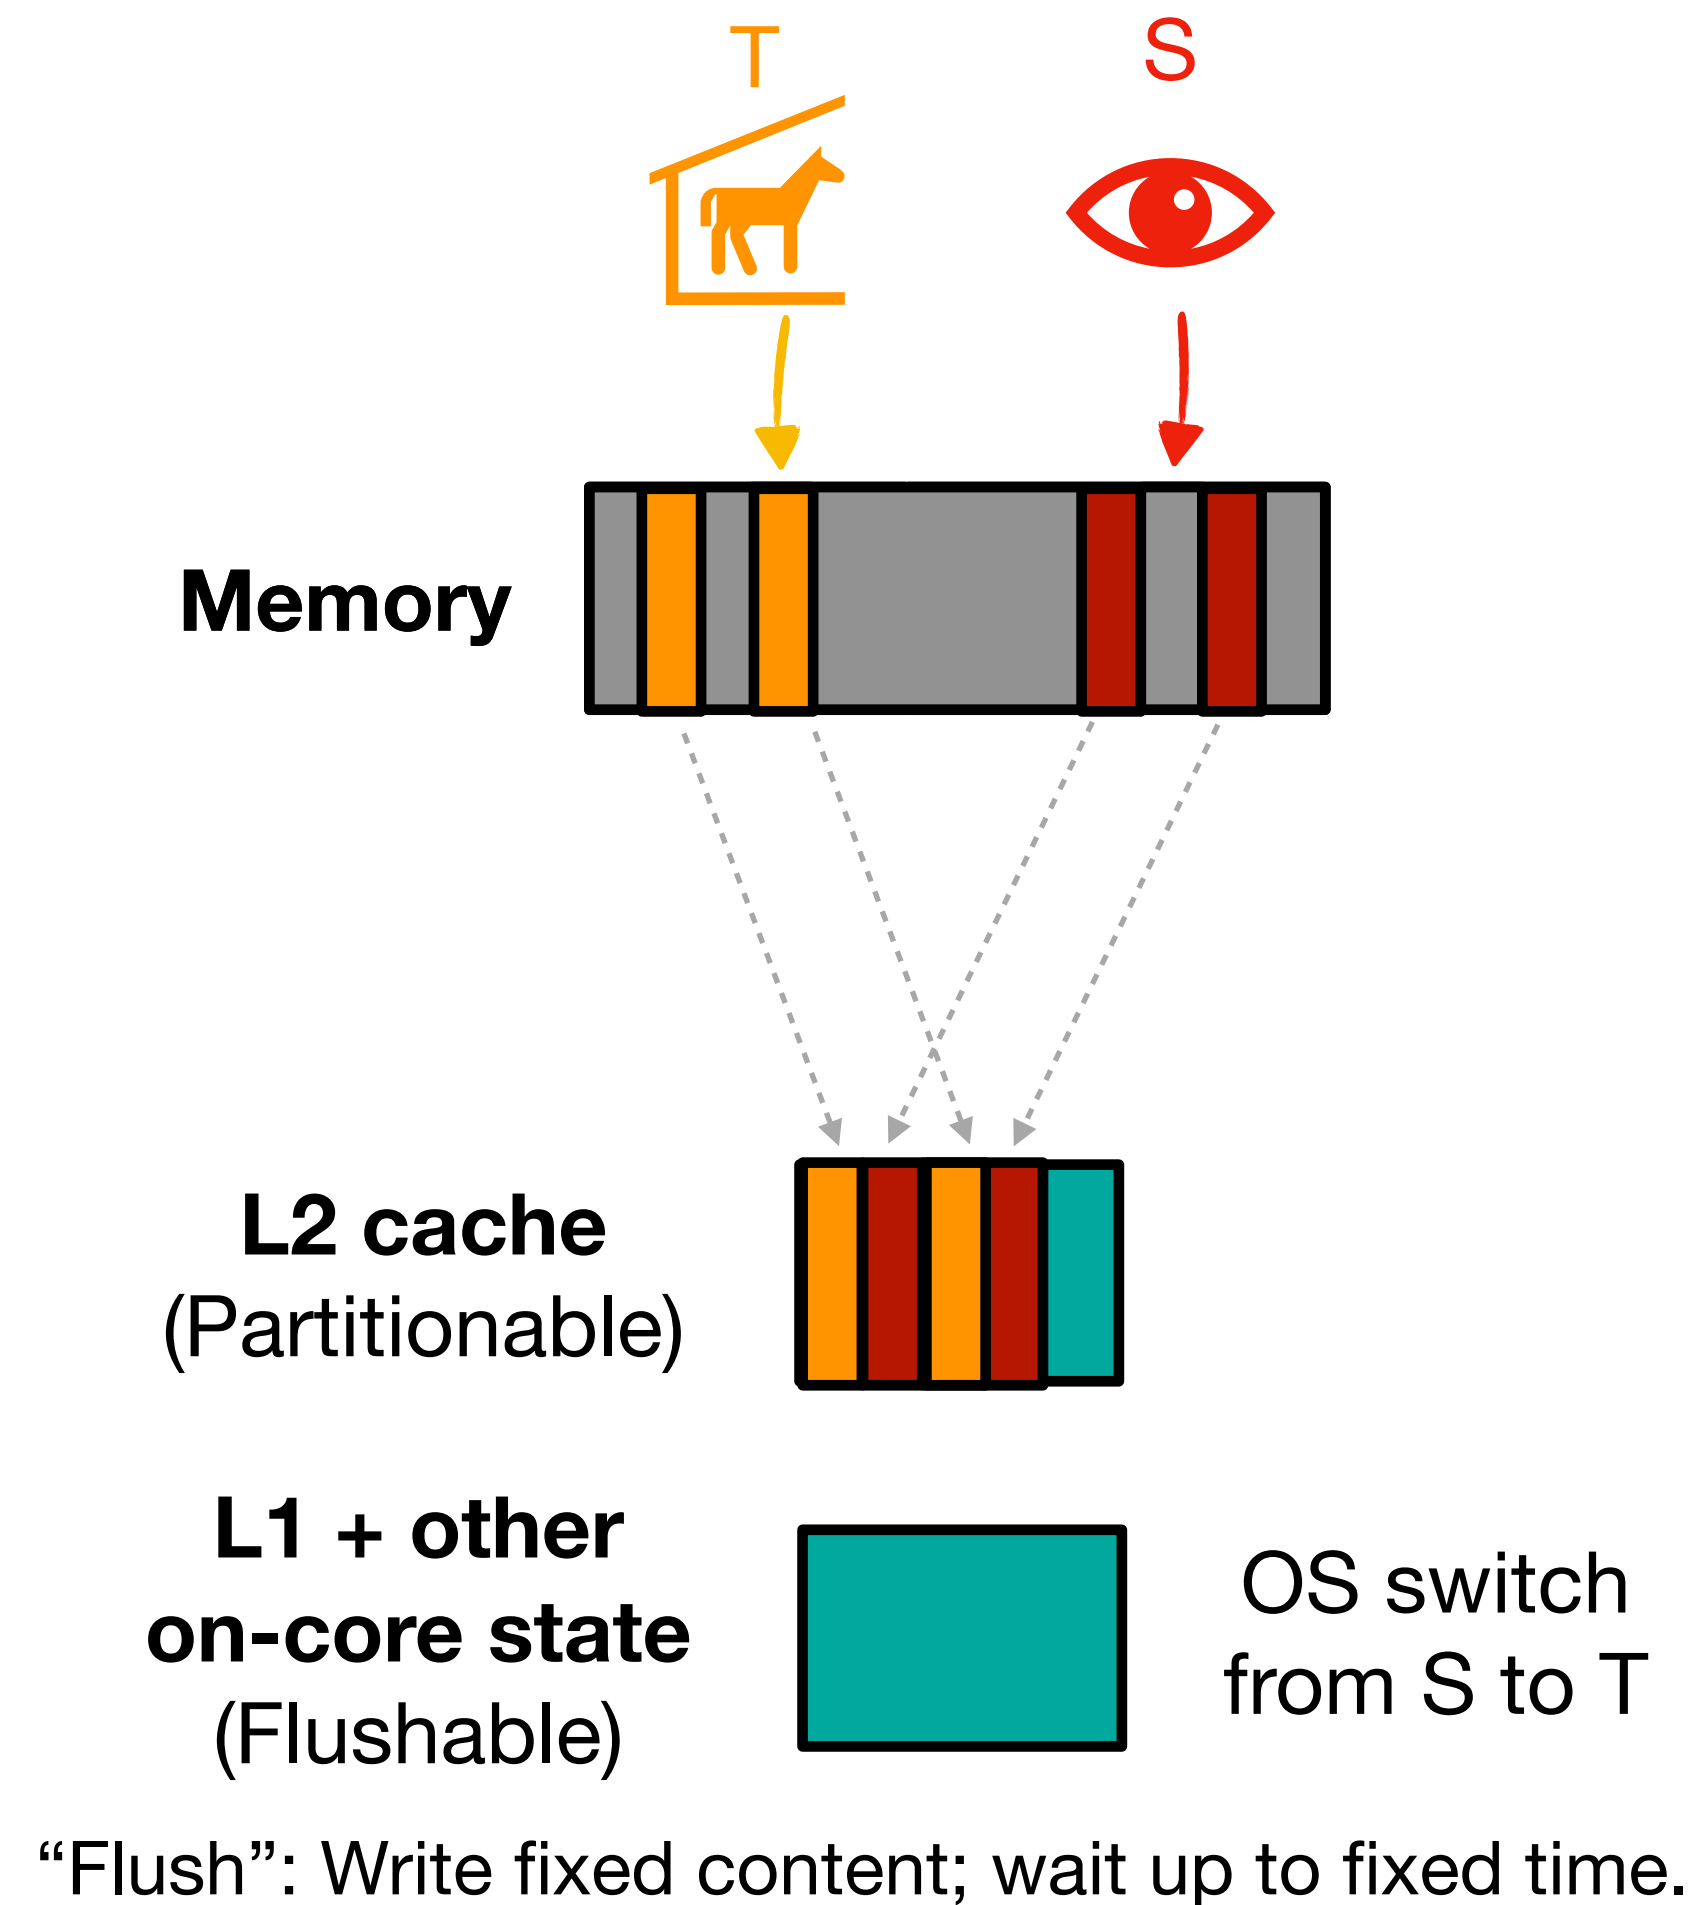 T
S
Memory
L2 cache
(Partitionable)
L1 + other
on-core state
(Flushable)
OS switch
from S to T
“Flush”: Write fixed content; wait up to fixed time.